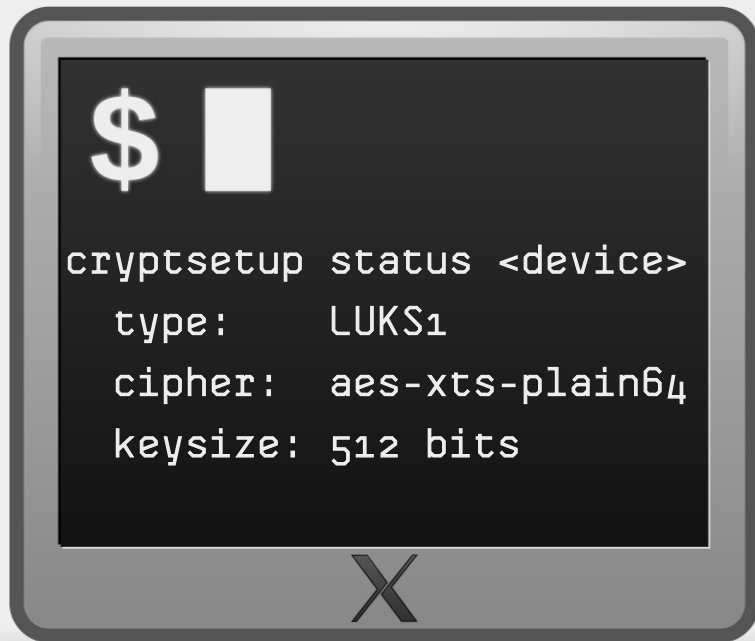 $
cryptsetup status <device>
type: LUKS1
cipher: aes-xts-plain64
keysize: 512 bits
X